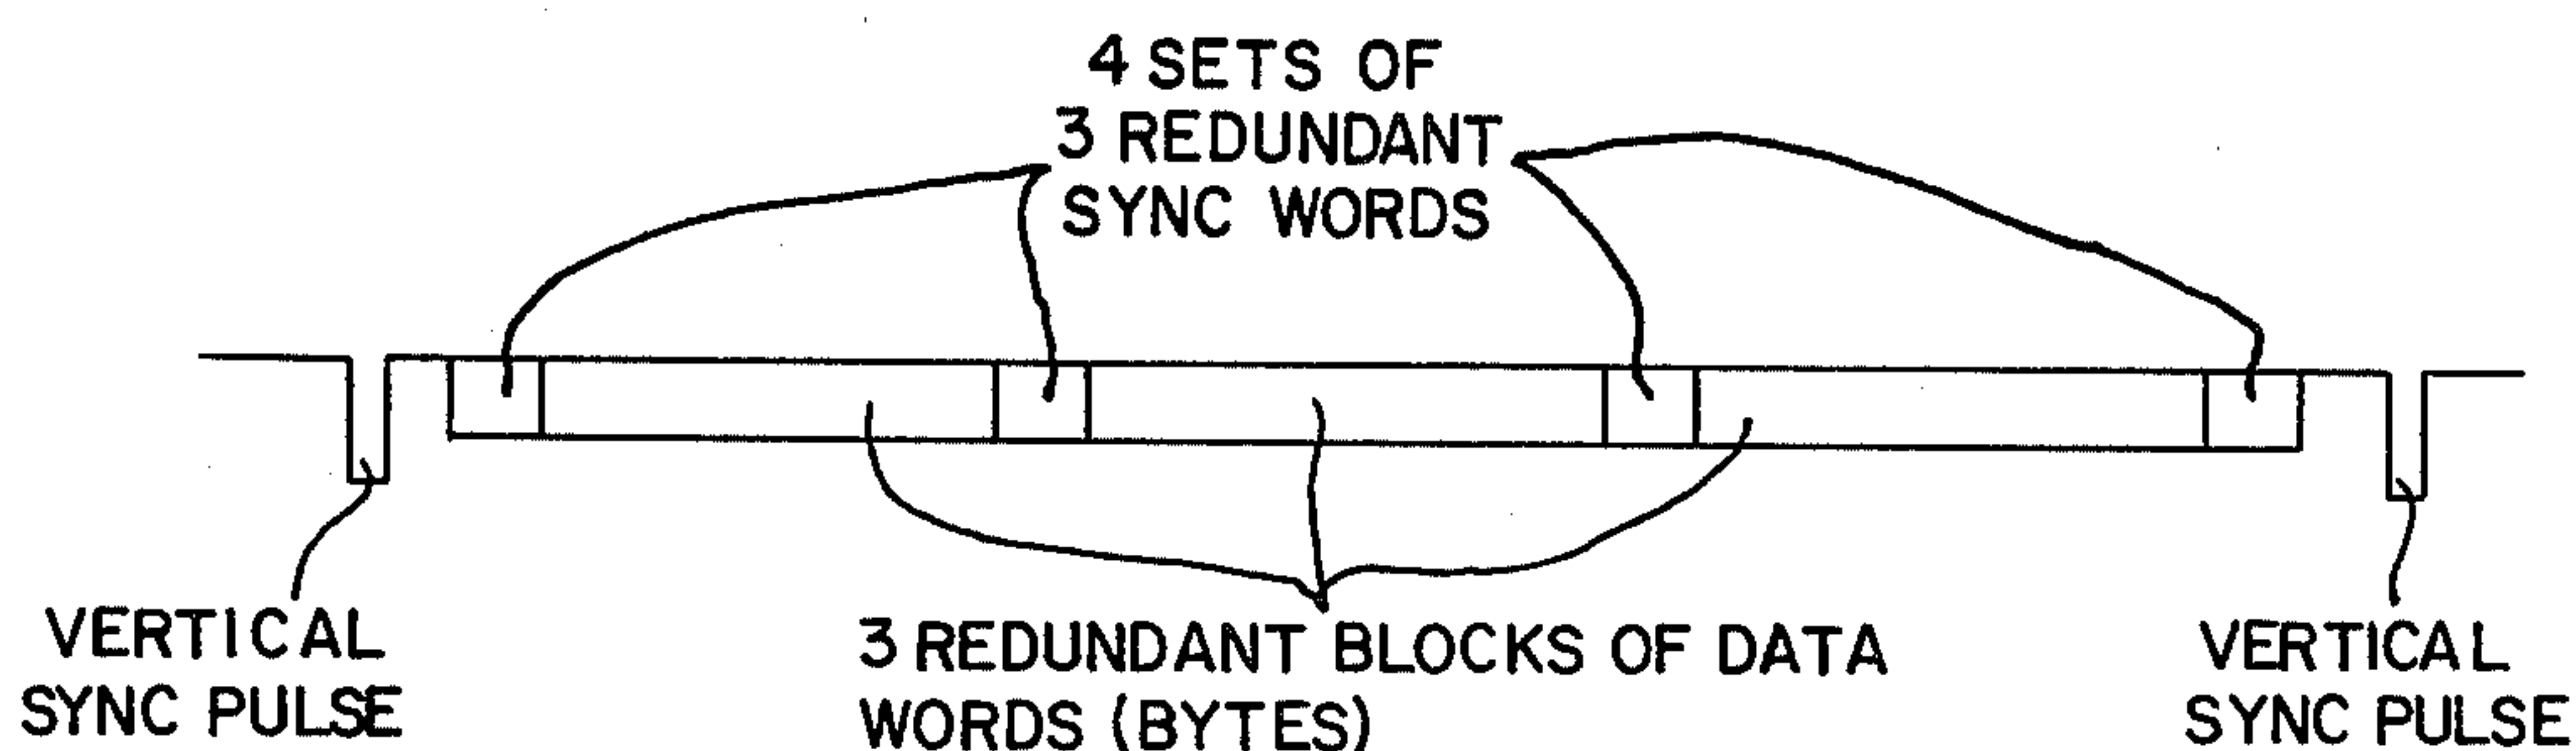 4 SETS OF
3 REDUNDANT
SYNC WORDS
VERTICAL
SYNC PULSE
3 REDUNDANT BLOCKS OF DATA
WORDS (BYTES)
VERTICAL
SYNC PULSE